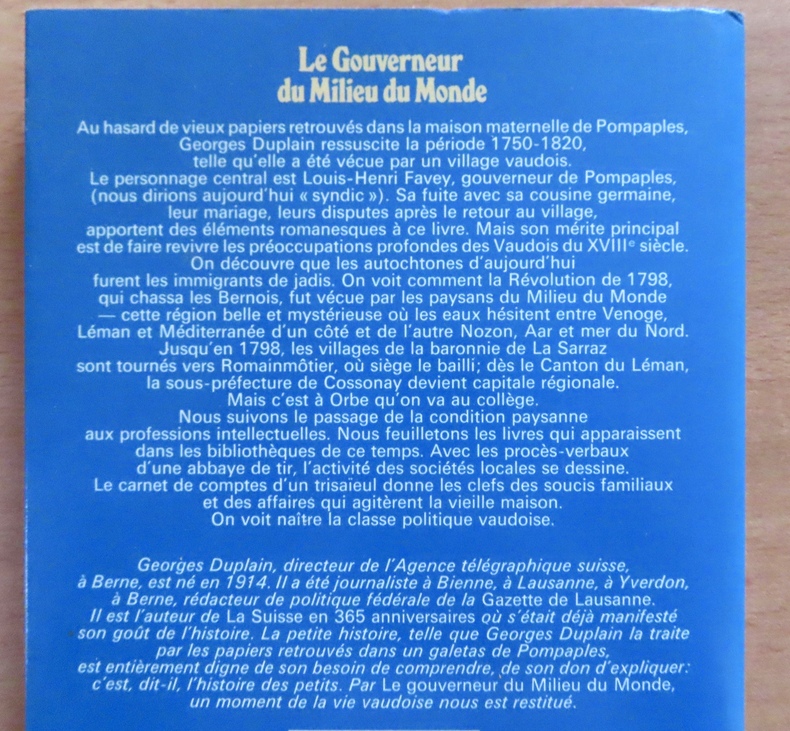 Le Gouverneur
du Milieu du Monde
Au hasard de vieux papiers retrouvés dans la maison maternelle de Pompaples,
Georges Duplain ressuscite la période 1750-1820,
telle qu'elle a été vécue par un village vaudois.
Le personnage central est Louis-Henri Favey, gouverneur de Pompaples,
(nous dirions aujourd'hui « syndic »). Sa fuite avec sa cousine germaine,
leur mariage, leurs disputes après le retour au village,
apportent des éléments romanesques à ce livre. Mais son mérite principal
est de faire revivre les préoccupations profondes des Vaudois du XVIIIe siècle.
On découvre que les autochtones d'aujourd'hui
furent les immigrants de jadis. On voit comment la Révolution de 1798,
qui chassa les Bernois, fut vécue par les paysans du Milieu du Monde
— cette région belle et mystérieuse où les eaux hésitent entre Venoge,
Léman et Méditerranée d'un côté et de l'autre Nozon, Aar et mer du Nord.
Jusqu'en 1798, les villages de la baronnie de La Sarraz
sont tournés vers Romainmôtier, où siège le bailli; dès le Canton du Léman,
la sous-préfecture de Cossonay devient capitale régionale.
Mais c'est à Orbe qu'on va au collège.
Nous suivons le passage de la condition paysanne
aux professions intellectuelles. Nous feuilletons les livres qui apparaissent
dans les bibliothèques de ce temps. Avec les procès-verbaux
d'une abbaye de tir, l'activité des sociétés locales se dessine.
Le carnet de comptes d'un trisaïeul donne les clefs des soucis familiaux
et des affaires qui agitèrent la vieille maison.
On voit naître la classe politique vaudoise.
Georges Duplain, directeur de l'Agence télégraphique suisse,
à Berne, est né en 1914. Il a été journaliste à Bienne, à Lausanne, à Yverdon,
à Berne, rédacteur de politique fédérale de la Gazette de Lausanne.
Il est l'auteur de La Suisse en 365 anniversaires où s'était déjà manifesté
son goût de l'histoire. La petite histoire, telle que Georges Duplain la traite
par les papiers retrouvés dans un galetas de Pompaples,
est entièrement digne de son besoin de comprendre, de son don d'expliquer:
c'est, dit-il, l'histoire des petits. Par Le gouverneur du Milieu du Monde,
un moment de la vie vaudoise nous est restitué.